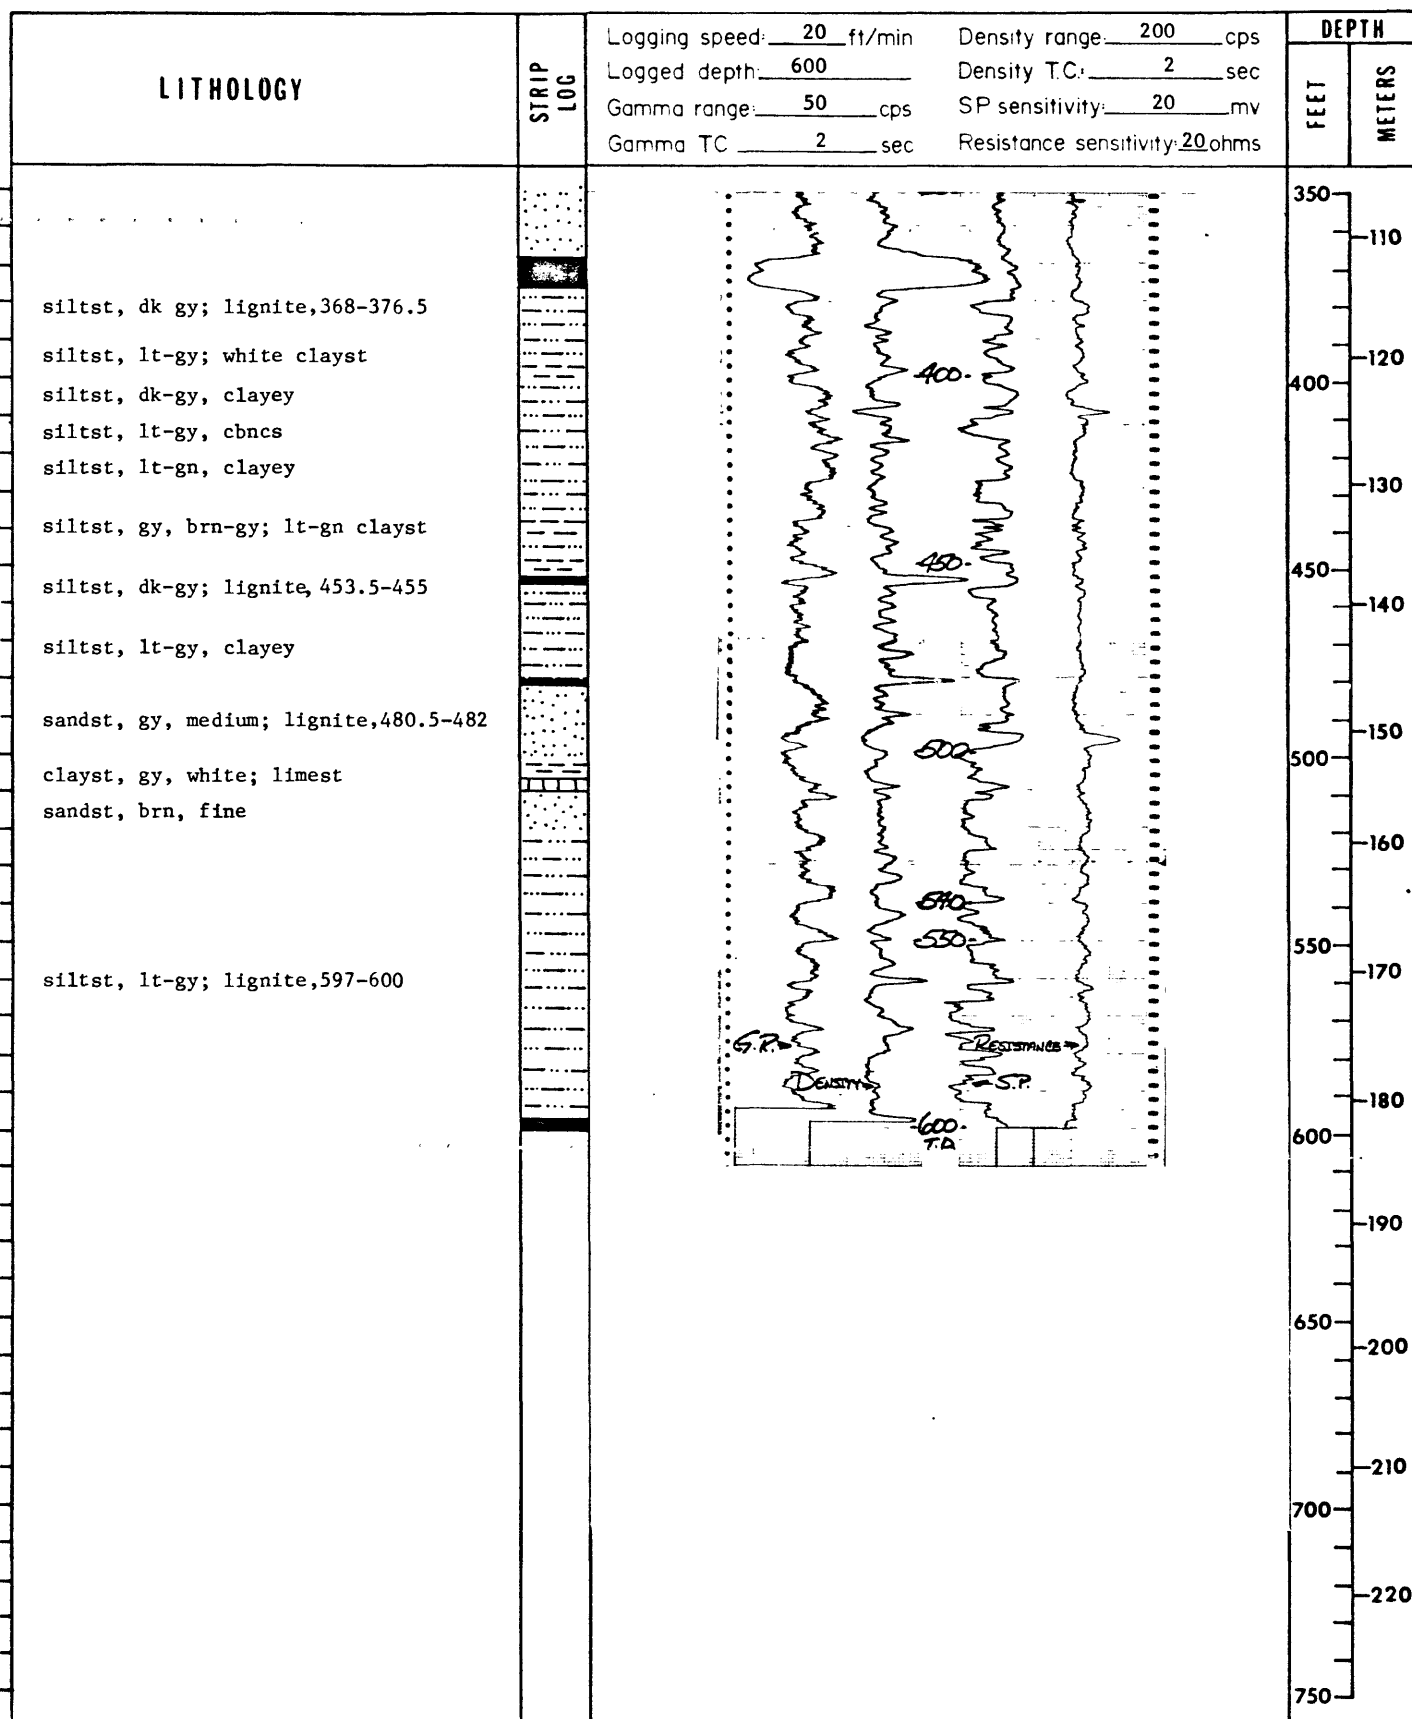 LITHOLOGY
STRIP LOG
Logging speed: 20 ft/min
Logged depth: 600
Gamma range: 50 cps
Gamma TC 2 sec
Density range: 200 cps
Density T.C.: 2 sec
SP sensitivity: 20 mv
Resistance sensitivity: 20 ohms
DEPTH
FEET
METERS
siltst, dk gy; lignite,368-376.5
siltst, lt-gy; white clayst
siltst, dk-gy, clayey
siltst, lt-gy, cbncs
siltst, lt-gn, clayey
siltst, gy, brn-gy; lt-gn clayst
siltst, dk-gy; lignite, 453.5-455
siltst, lt-gy, clayey
sandst, gy, medium; lignite,480.5-482
clayst, gy, white; limest
sandst, brn, fine
siltst, lt-gy; lignite,597-600
-400-
-450-
-500-
-540-
-550-
G.R.
RESISTANCE
DENSITY
S.P.
-600-
T.D.
350
400
450
500
550
600
650
700
750
110
120
130
140
150
160
170
180
190
200
210
220